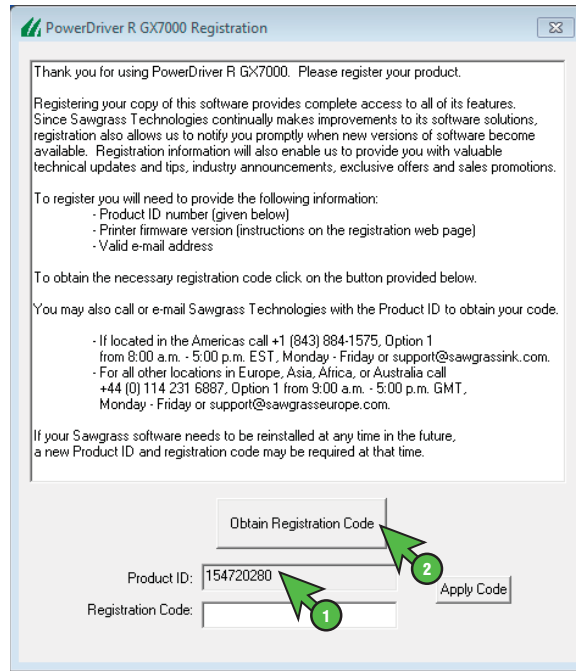 PowerDriver R GX7000 Registration
Thank you for using PowerDriver R GX7000. Please register your product.
Registering your copy of this software provides complete access to all of its features.
Since Sawgrass Technologies continually makes improvements to its software solutions,
registration also allows us to notify you promptly when new versions of software become
available. Registration information will also enable us to provide you with valuable
technical updates and tips, industry announcements, exclusive offers and sales promotions.
To register you will need to provide the following information:
- Product ID number (given below)
- Printer firmware version (instructions on the registration web page)
- Valid e-mail address
To obtain the necessary registration code click on the button provided below.
You may also call or e-mail Sawgrass Technologies with the Product ID to obtain your code.
- If located in the Americas call +1 (843) 884-1575, Option 1
from 8:00 a.m. - 5:00 p.m. EST, Monday - Friday or support@sawgrassink.com.
- For all other locations in Europe, Asia, Africa, or Australia call
+44 (0) 114 231 6887, Option 1 from 9:00 a.m. - 5:00 p.m. GMT,
Monday - Friday or support@sawgrasseurope.com.
If your Sawgrass software needs to be reinstalled at any time in the future,
a new Product ID and registration code may be required at that time.
Obtain Registration Code
2
Product ID: 154720280
Apply Code
Registration Code:
1